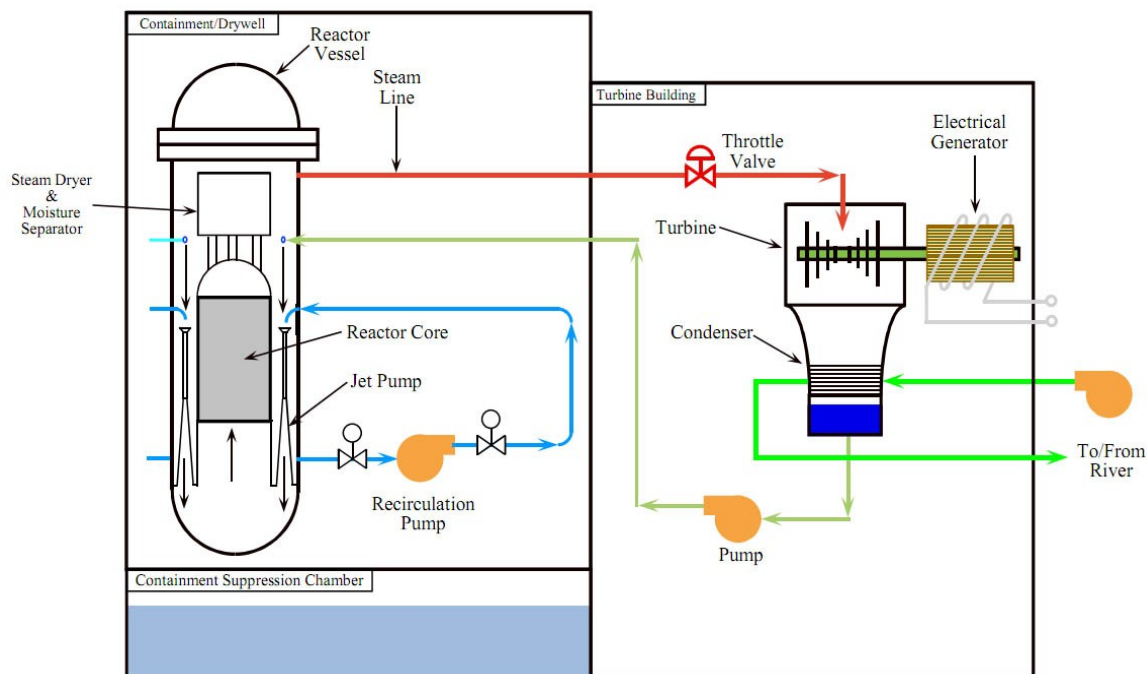 Containment/Drywell
Reactor
Vessel
Steam
Line
Turbine Building
Throttle
Valve
Electrical
Generator
Steam Dryer
&
Moisture
Separator
Turbine
Reactor Core
Condenser
Jet Pump
To/From
River
Recirculation
Pump
Pump
Containment Suppression Chamber